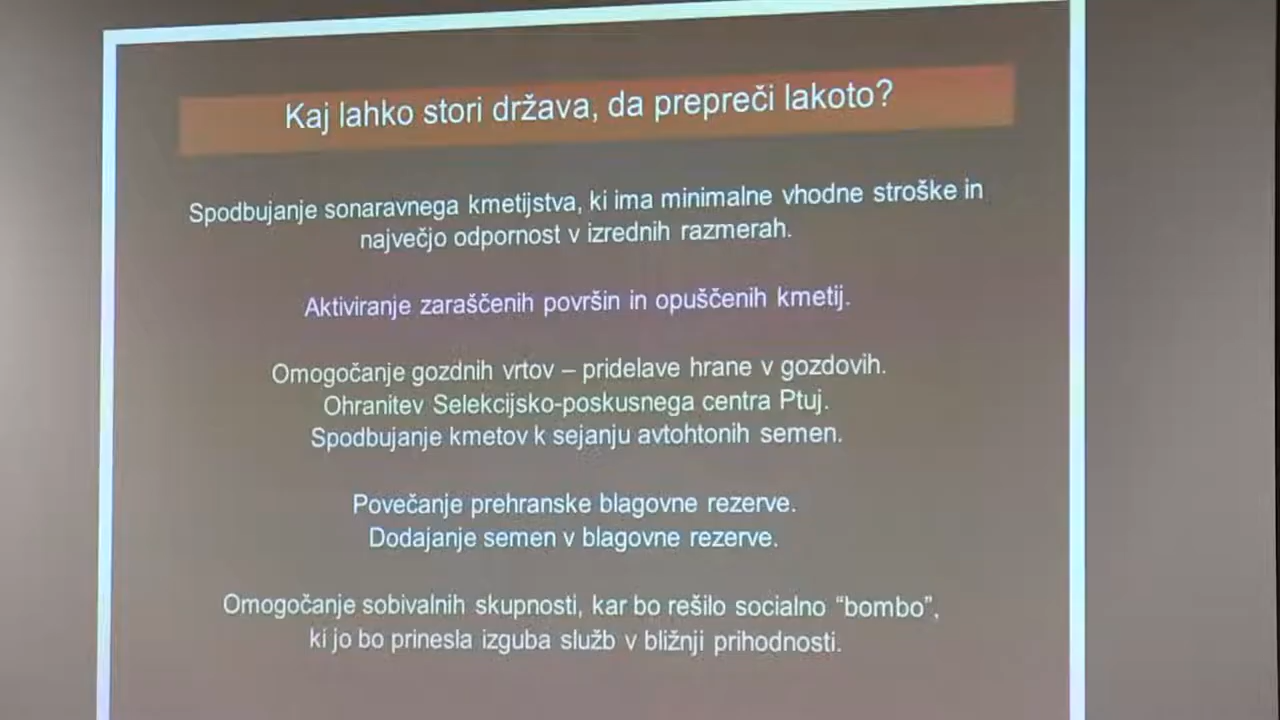 Kaj lahko stori država, da prepreči lakoto?
Spodbujanje sonaravnega kmetijstva, ki ima minimalne vhodne stroške in
največjo odpornost v izrednih razmerah.
Aktiviranje zaraščenih površin in opuščenih kmetij.
Omogočanje gozdnih vrtov – pridelave hrane v gozdovih.
Ohranitev Selekcijsko-poskusnega centra Ptuj.
Spodbujanje kmetov k sejanju avtohtonih semen.
Povečanje prehranske blagovne rezerve.
Dodajanje semen v blagovne rezerve.
Omogočanje sobivalnih skupnosti, kar bo rešilo socialno “bombo”,
ki jo bo prinesla izguba služb v bližnji prihodnosti.